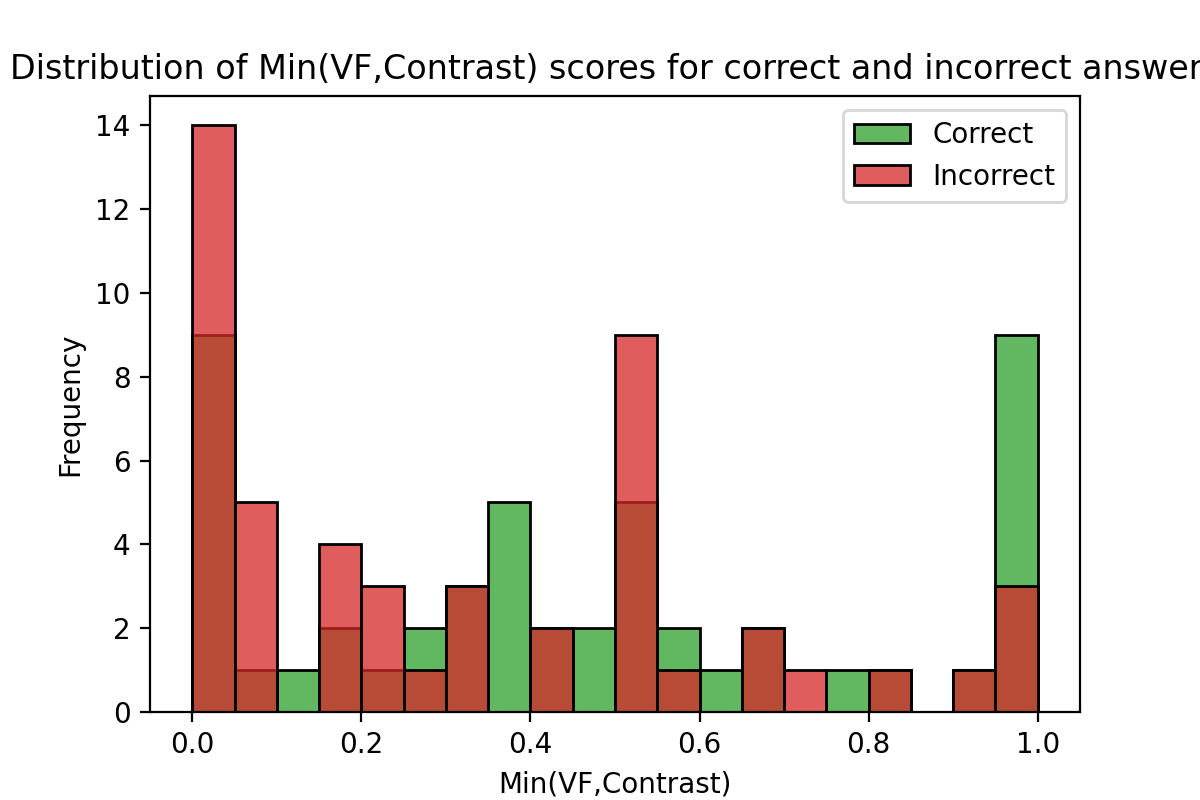 Distribution of Min(VF,Contrast) scores for correct and incorrect answer
Correct
Incorrect
14
12
10
8
6
4
2
0
Frequency
0.0 0.2 0.4 0.6 0.8 1.0
Min(VF,Contrast)